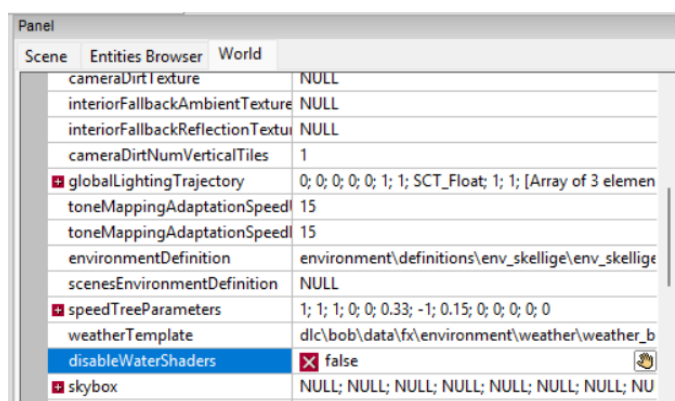 Panel
Scene Entities Browser World
cameraDirtTexture NULL
interiorFallbackAmbientTexture NULL
interiorFallbackReflectionTextu NULL
cameraDirtNumVerticalTiles 1
globalLightingTrajectory 0; 0; 0; 0; 0; 1; 1; SCT_Float; 1; 1; [Array of 3 elemen
toneMappingAdaptationSpeed 15
toneMappingAdaptationSpeed 15
environmentDefinition environment\definitions\env_skellige\env_skellige
scenesEnvironmentDefinition NULL
speedTreeParameters 1; 1; 1; 0; 0; 0.33; -1; 0.15; 0; 0; 0; 0; 0
weatherTemplate dlc\bob\data\fx\environment\weather\weather_b
disableWaterShaders false
skybox NULL; NULL; NULL; NULL; NULL; NULL; NULL; NU